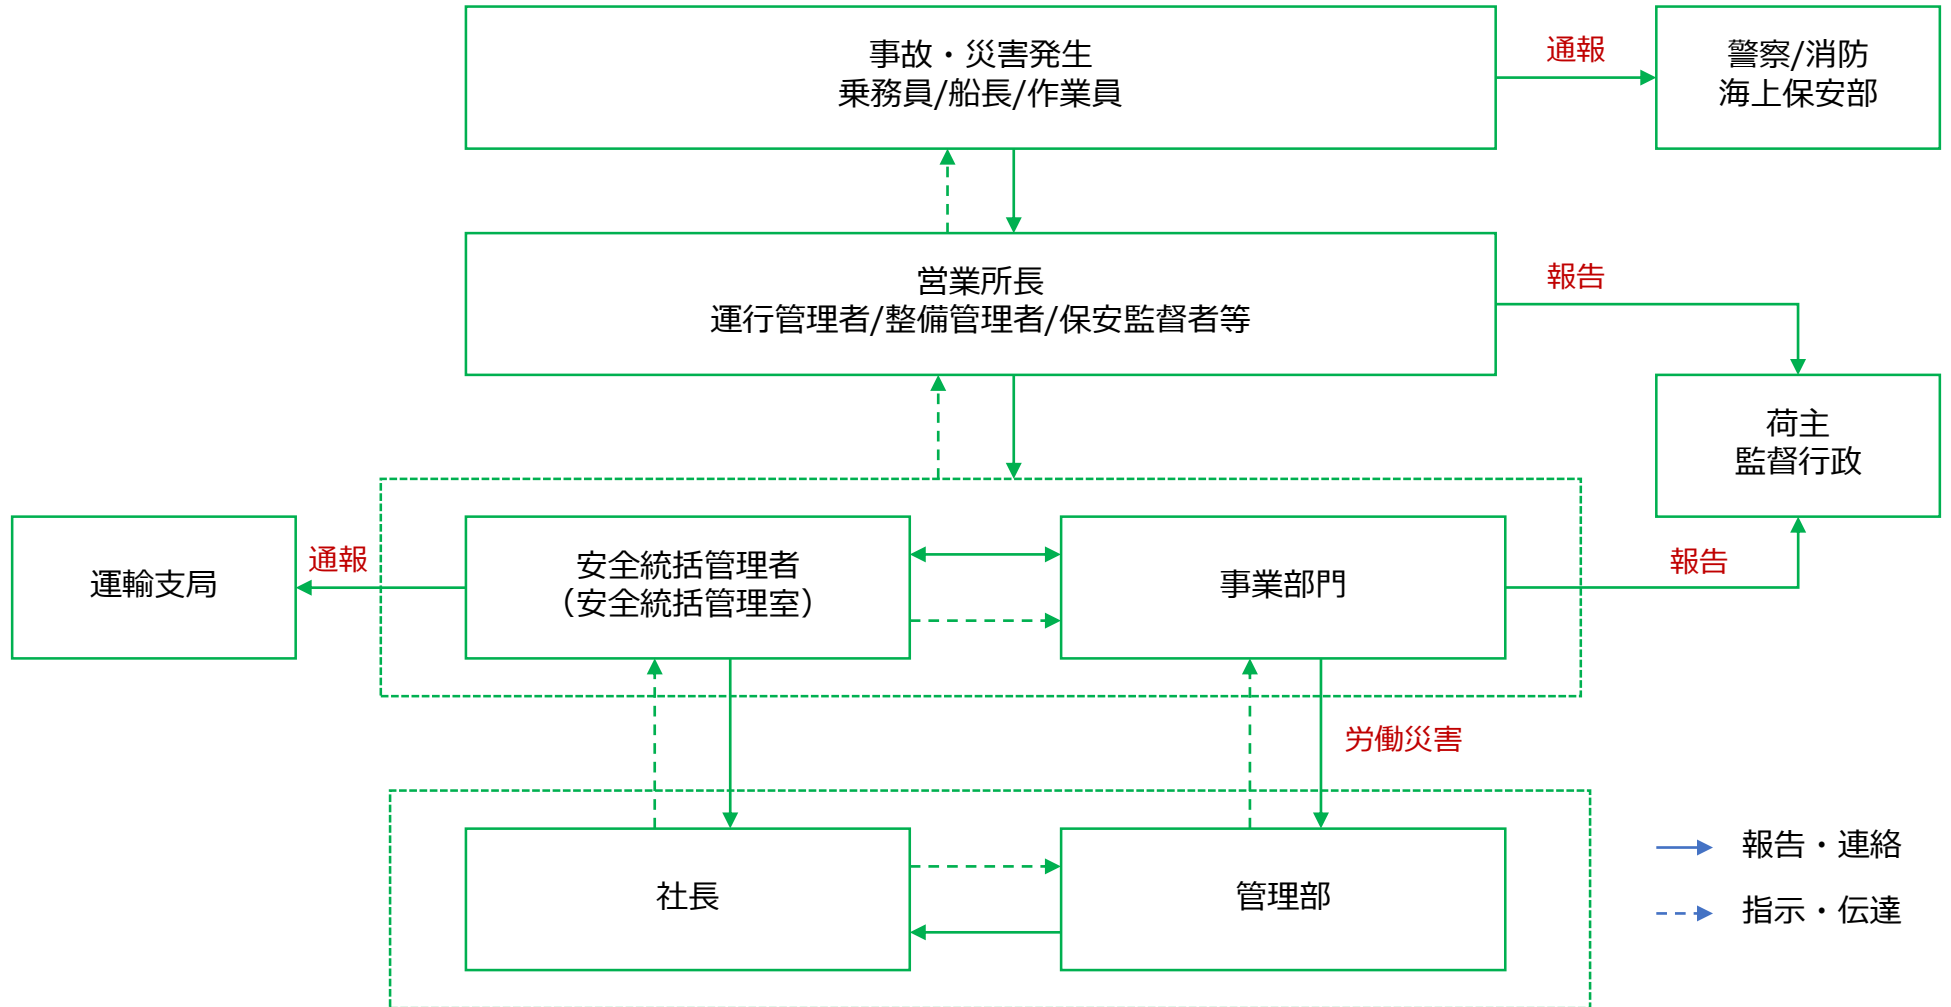 事故・災害発生
乗務員/船長/作業員
通報
警察/消防
海上保安部
営業所長
運行管理者/整備管理者/保安監督者等
報告
荷主
監督行政
運輸支局
通報
安全統括管理者
（安全統括管理室）
事業部門
報告
労働災害
社長
管理部
報告・連絡
指示・伝達